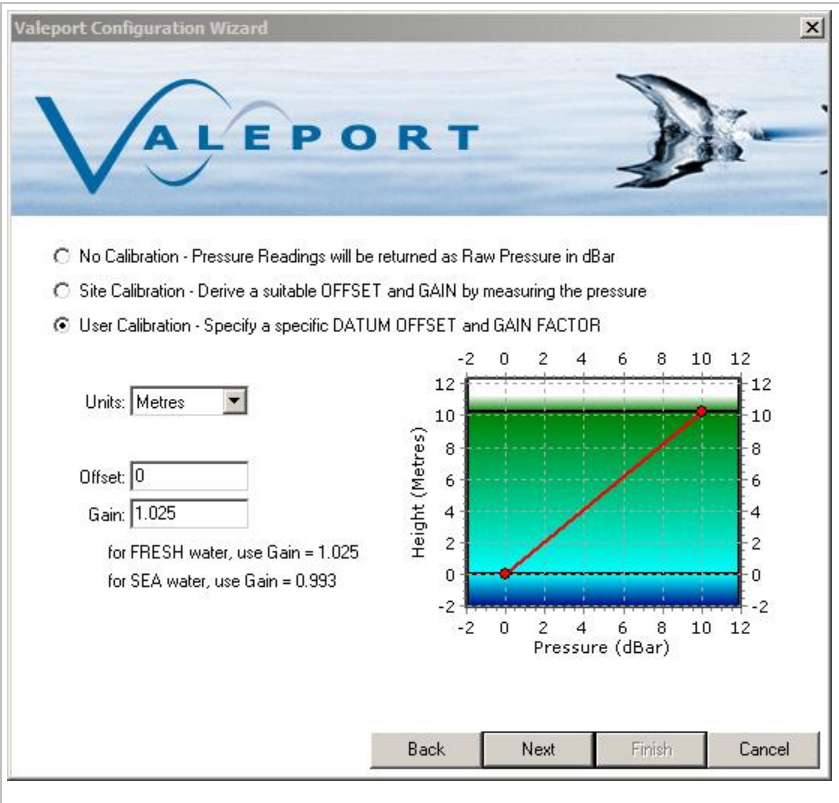 Valeport Configuration Wizard
VALEPORT
No Calibration - Pressure Readings will be returned as Raw Pressure in dBar
Site Calibration - Derive a suitable OFFSET and GAIN by measuring the pressure
User Calibration - Specify a specific DATUM OFFSET and GAIN FACTOR
Units: Metres
Offset: 0
Gain: 1.025
for FRESH water, use Gain = 1.025
for SEA water, use Gain = 0.993
-2 0 2 4 6 8 10 12
12 12
10 10
8 8
6 6
4 4
2 2
0 0
-2 -2
Height (Metres)
-2 0 2 4 6 8 10 12
Pressure (dBar)
Back Next Finish Cancel